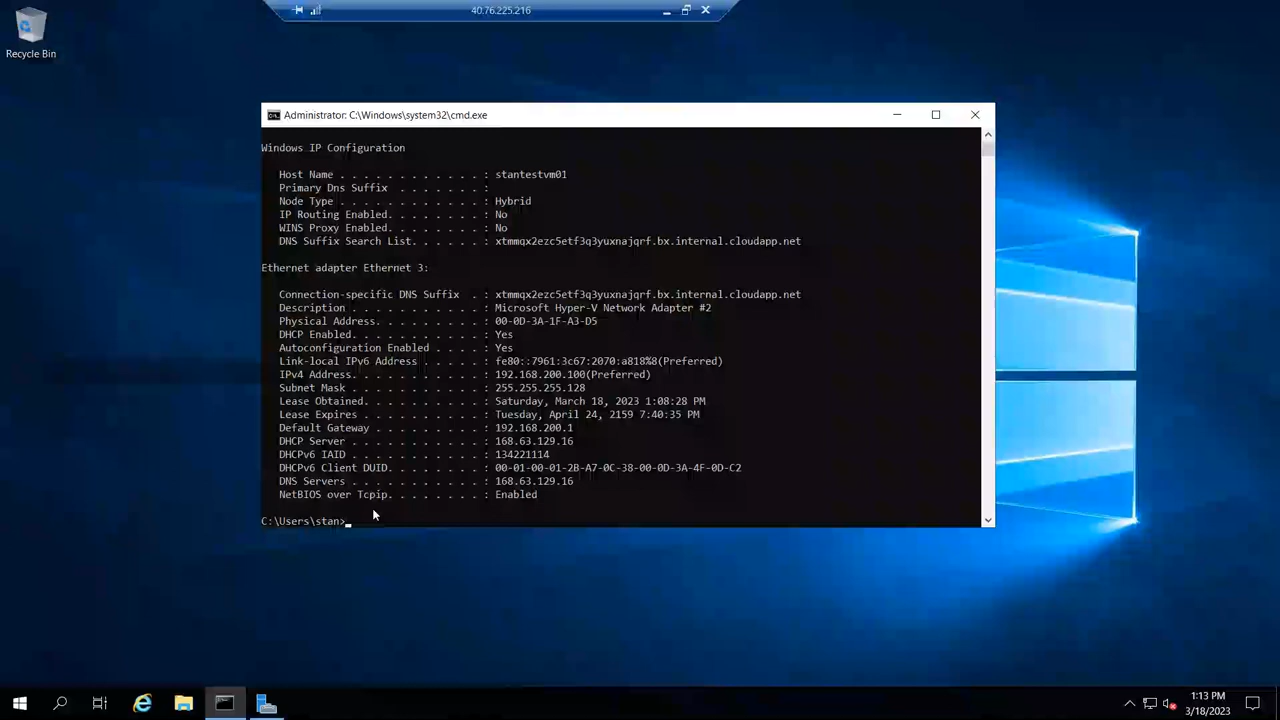 40.76.225.216
Recycle Bin
Administrator: C:\Windows\system32\cmd.exe
Windows IP Configuration
Host Name . . . . . . . . . . . . : stantestvm01
Primary Dns Suffix . . . . . . . :
Node Type . . . . . . . . . . . . : Hybrid
IP Routing Enabled. . . . . . . . : No
WINS Proxy Enabled. . . . . . . . : No
DNS Suffix Search List. . . . . . : xtmmqx2ezc5etf3q3yuxnajqrf.bx.internal.cloudapp.net
Ethernet adapter Ethernet 3:
Connection-specific DNS Suffix . : xtmmqx2ezc5etf3q3yuxnajqrf.bx.internal.cloudapp.net
Description . . . . . . . . . . . : Microsoft Hyper-V Network Adapter #2
Physical Address. . . . . . . . . : 00-0D-3A-1F-A3-D5
DHCP Enabled. . . . . . . . . . . : Yes
Autoconfiguration Enabled . . . . : Yes
Link-local IPv6 Address . . . . . : fe80::7961:3c67:2070:a818%8(Preferred)
IPv4 Address. . . . . . . . . . . : 192.168.200.100(Preferred)
Subnet Mask . . . . . . . . . . . : 255.255.255.128
Lease Obtained. . . . . . . . . . : Saturday, March 18, 2023 1:08:28 PM
Lease Expires . . . . . . . . . . : Tuesday, April 24, 2159 7:40:35 PM
Default Gateway . . . . . . . . . : 192.168.200.1
DHCP Server . . . . . . . . . . . : 168.63.129.16
DHCPv6 IAID . . . . . . . . . . . : 134221114
DHCPv6 Client DUID. . . . . . . . : 00-01-00-01-2B-A7-0C-38-00-0D-3A-4F-0D-C2
DNS Servers . . . . . . . . . . . : 168.63.129.16
NetBIOS over Tcpip. . . . . . . . : Enabled
C:\Users\stan>
1:13 PM
3/18/2023